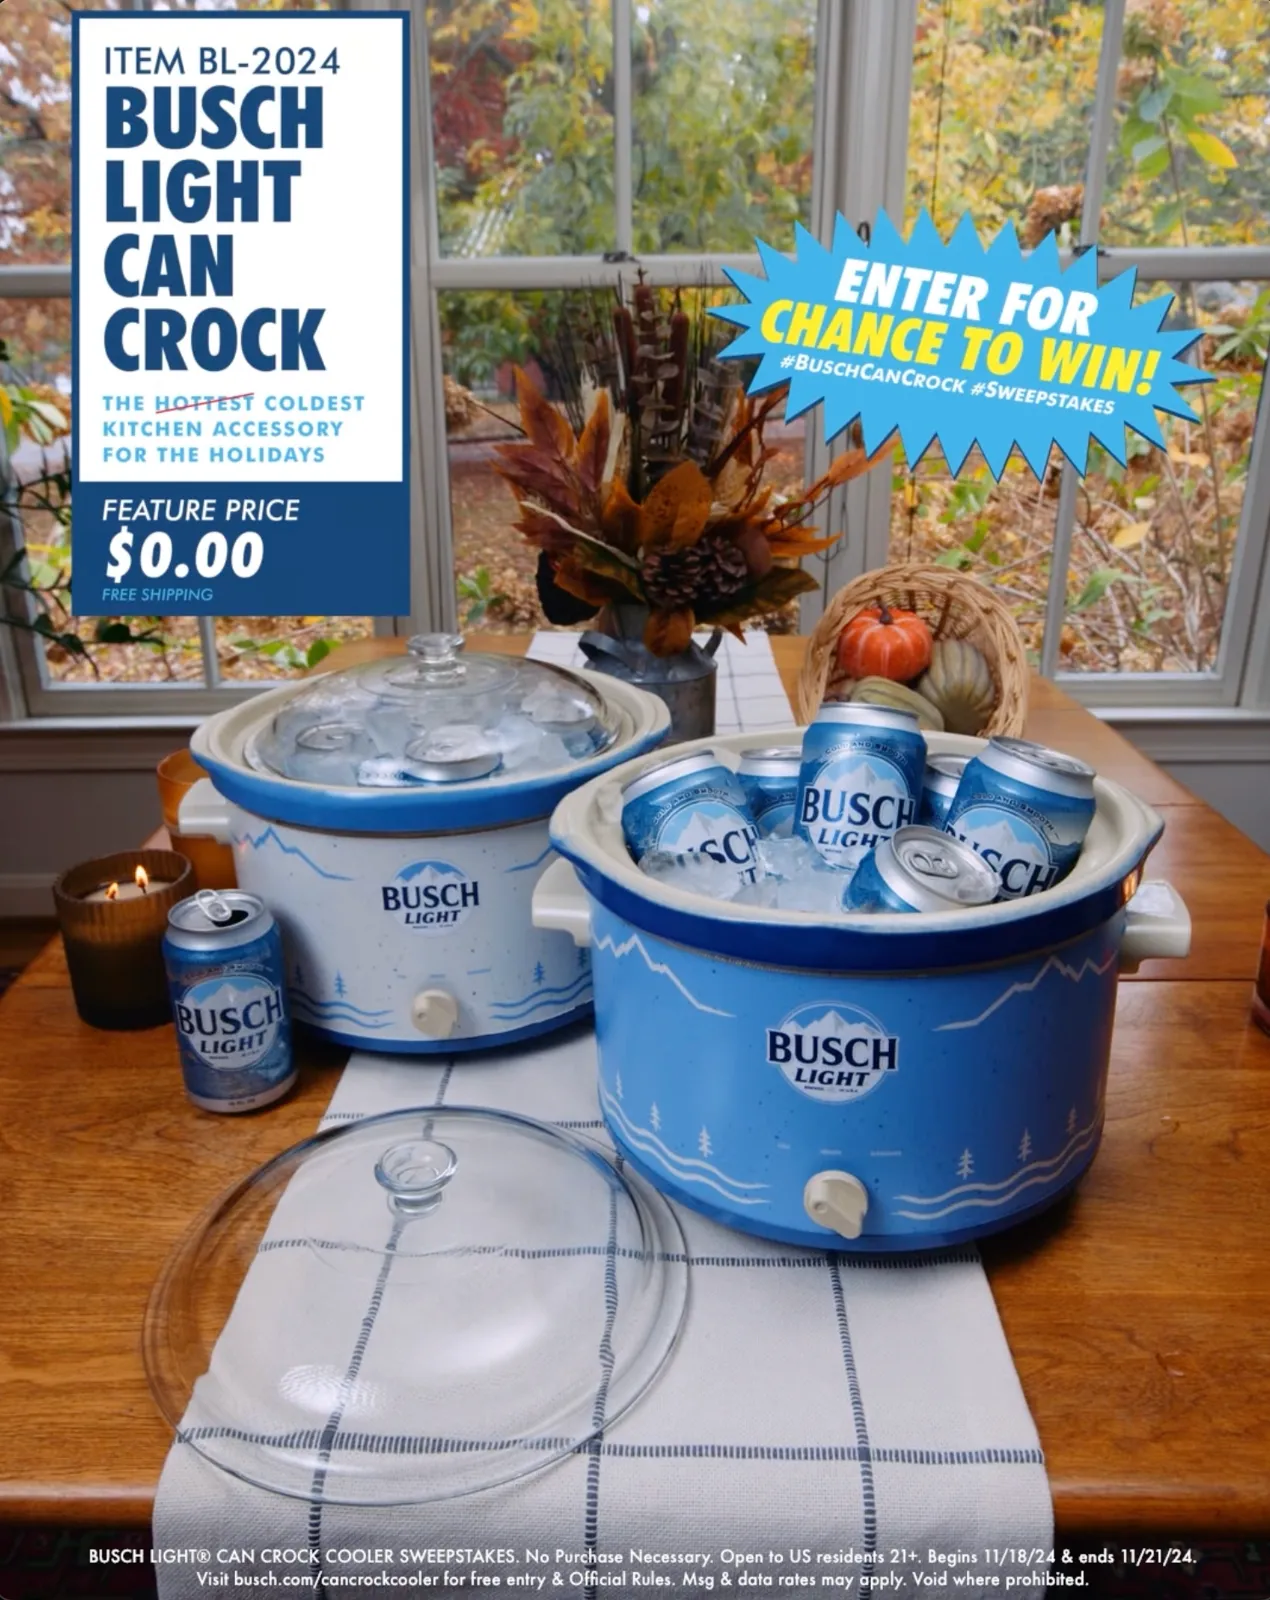 ITEM BL-2024
BUSCH
LIGHT
CAN
CROCK
THE HOTTEST COLDEST
KITCHEN ACCESSORY
FOR THE HOLIDAYS
FEATURE PRICE
$0.00
FREE SHIPPING
ENTER FOR
CHANCE TO WIN!
#BUSCHCANCROCK #SWEEPSTAKES
COLD AND SMOOTH
BUSCH
LIGHT
BUSCH
LIGHT
BUSCH
LIGHT
BUSCH
LIGHT
BUSCH LIGHT® CAN CROCK COOLER SWEEPSTAKES. No Purchase Necessary. Open to US residents 21+. Begins 11/18/24 & ends 11/21/24.
Visit busch.com/cancrockcooler for free entry & Official Rules. Msg & data rates may apply. Void where prohibited.